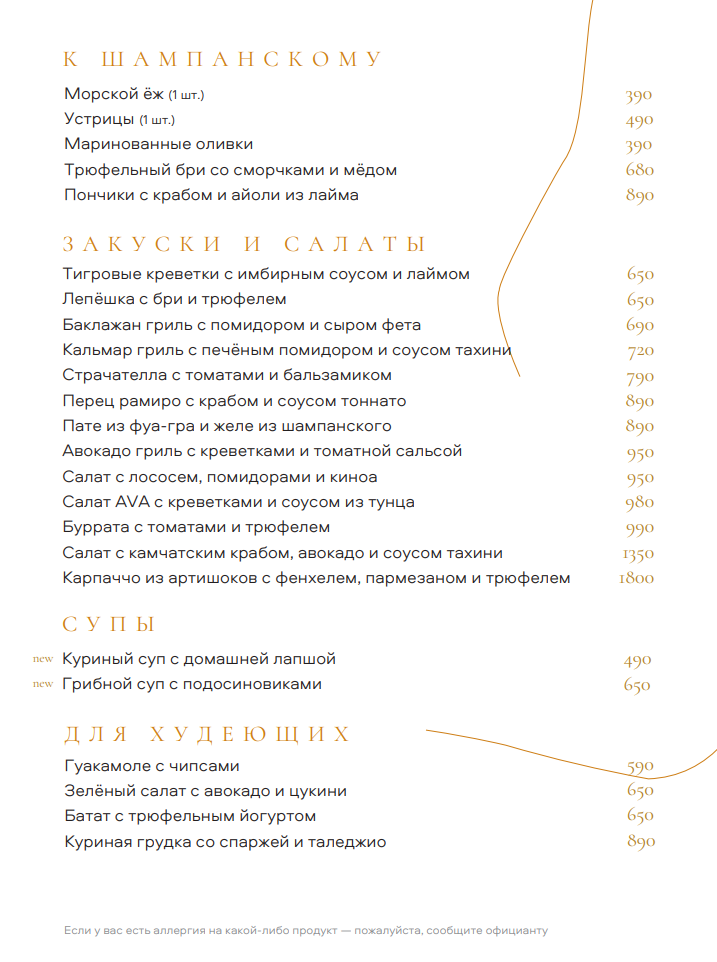 К ШАМПАНСКОМУ
Морской ёж (1 шт.) 390
Устрицы (1 шт.) 490
Маринованные оливки 390
Трюфельный бри со сморчками и мёдом 680
Пончики с крабом и айоли из лайма 890
ЗАКУСКИ И САЛАТЫ
Тигровые креветки с имбирным соусом и лаймом 650
Лепёшка с бри и трюфелем 650
Баклажан гриль с помидором и сыром фета 690
Кальмар гриль с печёным помидором и соусом тахини 720
Страчателла с томатами и бальзамиком 790
Перец рамиро с крабом и соусом тоннато 890
Пате из фуа-гра и желе из шампанского 890
Авокадо гриль с креветками и томатной сальсой 950
Салат с лососем, помидорами и киноа 950
Салат AVA с креветками и соусом из тунца 980
Буррата с томатами и трюфелем 990
Салат с камчатским крабом, авокадо и соусом тахини 1350
Карпаччо из артишоков с фенхелем, пармезаном и трюфелем 1800
СУПЫ
new Куриный суп с домашней лапшой 490
new Грибной суп с подосиновиками 650
ДЛЯ ХУДЕЮЩИХ
Гуакамоле с чипсами 590
Зелёный салат с авокадо и цукини 650
Батат с трюфельным йогуртом 650
Куриная грудка со спаржей и таледжио 890
Если у вас есть аллергия на какой-либо продукт — пожалуйста, сообщите официанту